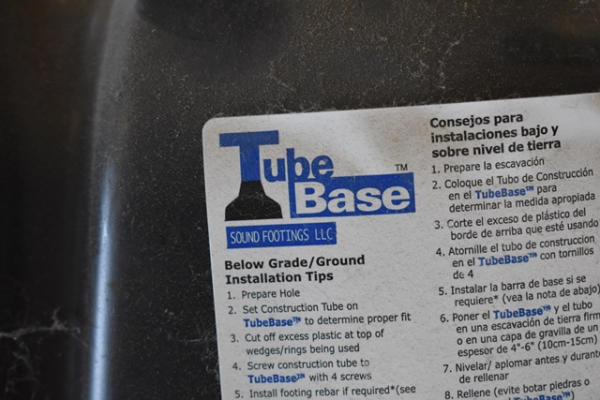 Tube
Base™
SOUND FOOTINGS LLC
Below Grade/Ground
Installation Tips
1. Prepare Hole
2. Set Construction Tube on
TubeBase™ to determine proper fit
3. Cut off excess plastic at top of
wedges/rings being used
4. Screw construction tube to
TubeBase™ with 4 screws
5. Install footing rebar if required*(see
Consejos para
instalaciones bajo y
sobre nivel de tierra
1. Prepare la escavación
2. Coloque el Tubo de Construcción
en el TubeBase™ para
determinar la medida apropiada
3. Corte el exceso de plástico del
borde de arriba que esté usando
4. Atornille el tubo de construccion
en el TubeBase™ con tornillos
de 4
5. Instalar la barra de base si se
requiere* (vea la nota de abajo)
6. Poner el TubeBase™ y el tubo
en una escavación de tierra firm
o en una capa de gravilla de un
espesor de 4"-6" (10cm-15cm)
7. Nivelar/ aplomar antes y durante
de rellenar
8. Rellene (evite botar piedras o
TubeBase™)